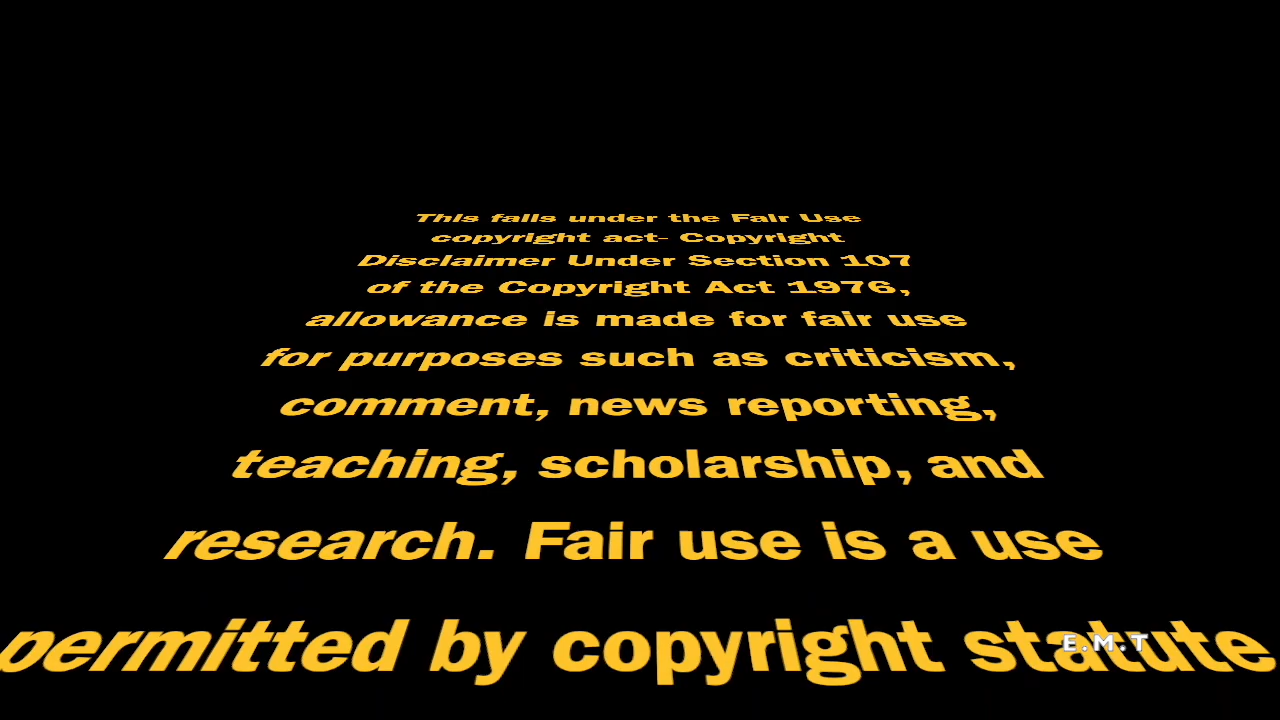 This falls under the Fair Use
copyright act- Copyright
Disclaimer Under Section 107
of the Copyright Act 1976,
allowance is made for fair use
for purposes such as criticism,
comment, news reporting,
teaching, scholarship, and
research. Fair use is a use
permitted by copyright statute
E.M.T